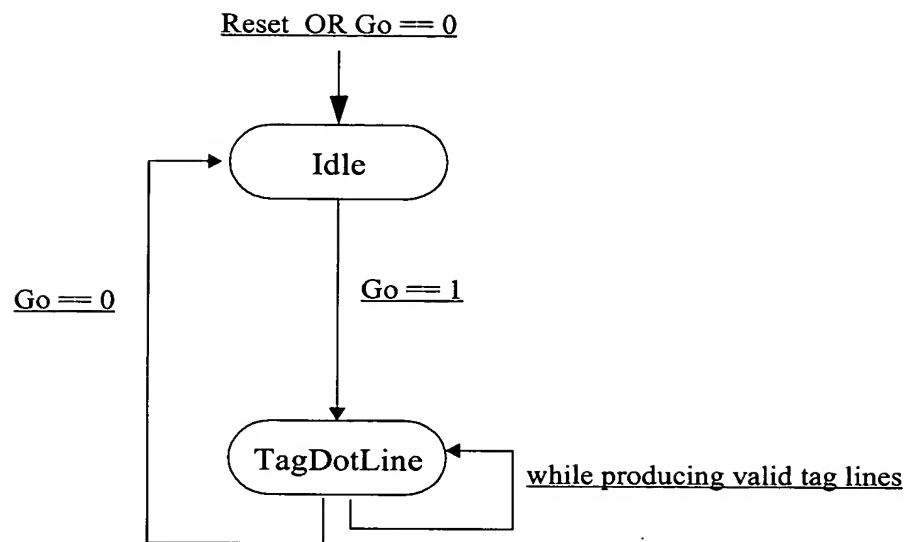 Reset OR Go == 0
Idle
Go == 0
Go == 1
TagDotLine
while producing valid tag lines